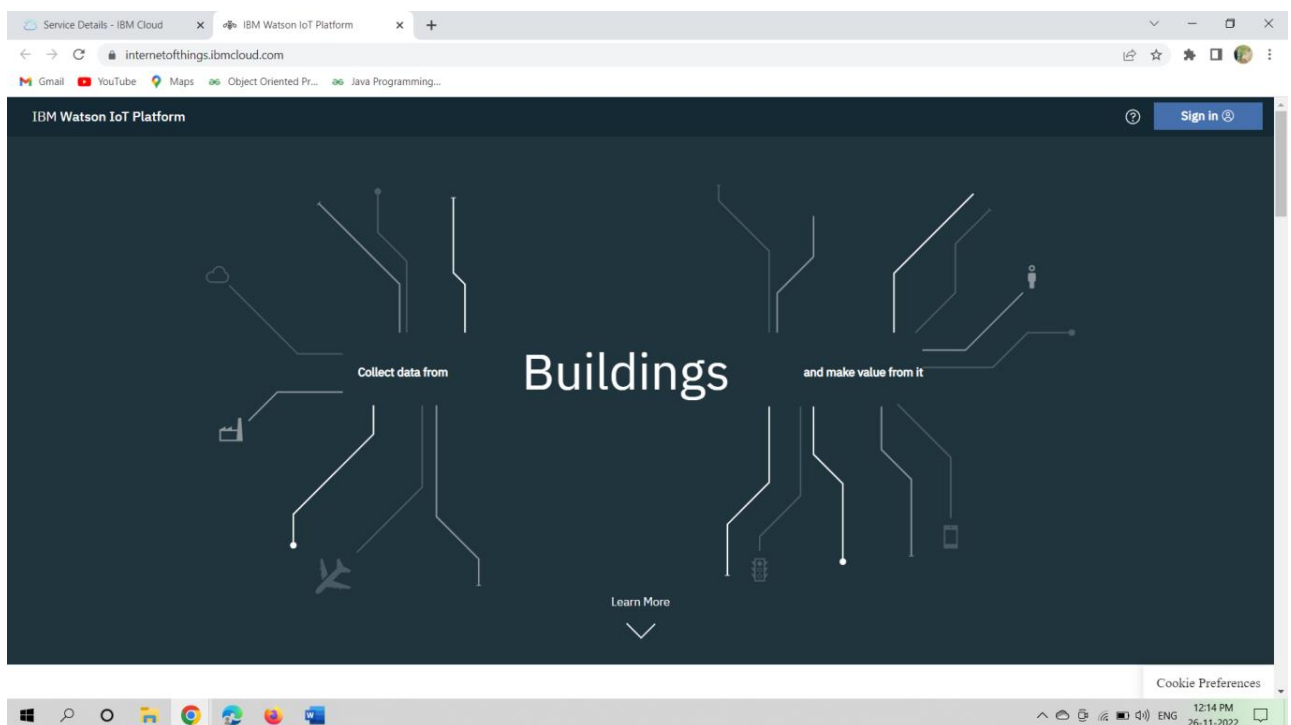 Service Details - IBM Cloud
IBM Watson IoT Platform
internetofthings.ibmcloud.com
Gmail
YouTube
Maps
Object Oriented Pr...
Java Programming...
IBM Watson IoT Platform
Sign in
Collect data from
Buildings
and make value from it
Learn More
Cookie Preferences
ENG
12:14 PM
26-11-2022